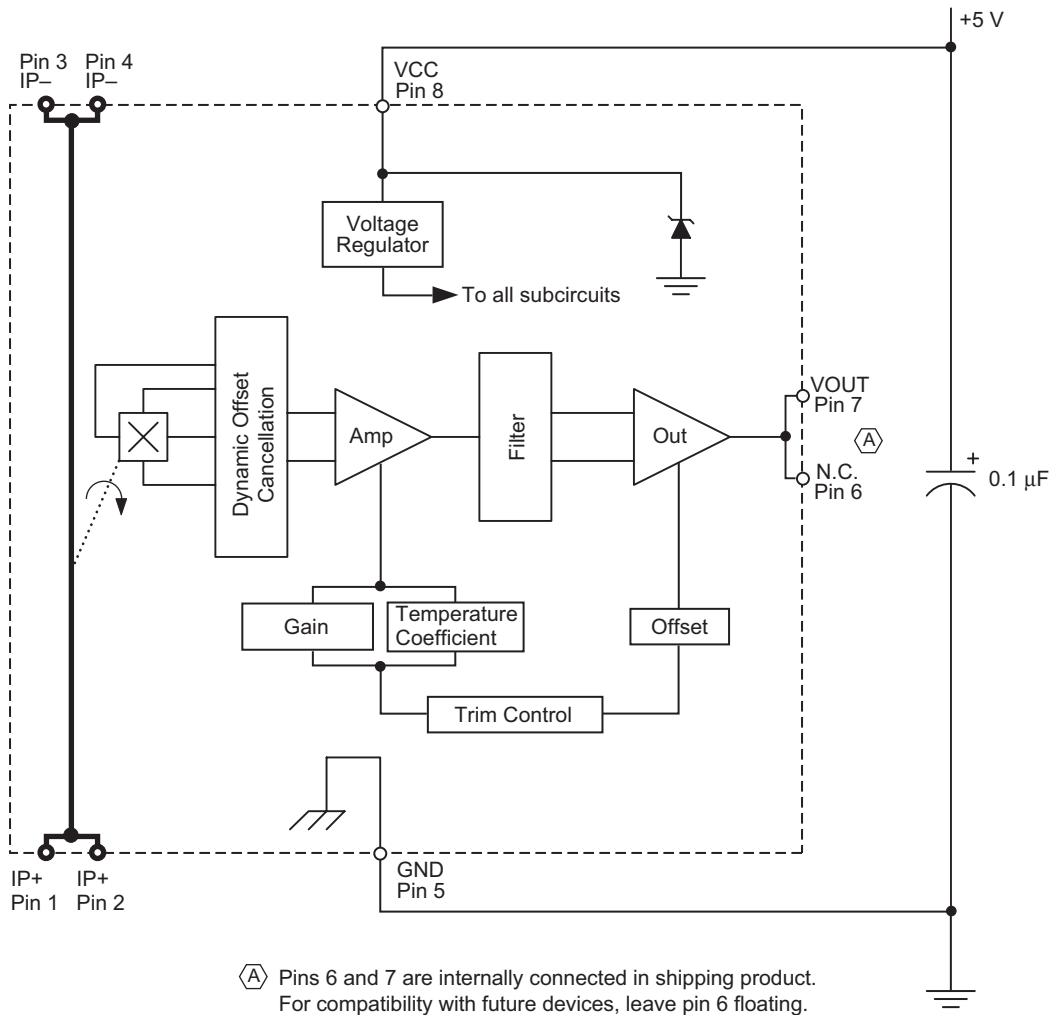 +5 V
Pin 3 Pin 4
IP– IP–
VCC
Pin 8
Voltage
Regulator
To all subcircuits
Dynamic Offset
Cancellation
Amp
Filter
Out
VOUT
Pin 7
A
N.C.
Pin 6
+
0.1 µF
Gain
Temperature
Coefficient
Offset
Trim Control
IP+ IP+
Pin 1 Pin 2
GND
Pin 5
A Pins 6 and 7 are internally connected in shipping product.
For compatibility with future devices, leave pin 6 floating.